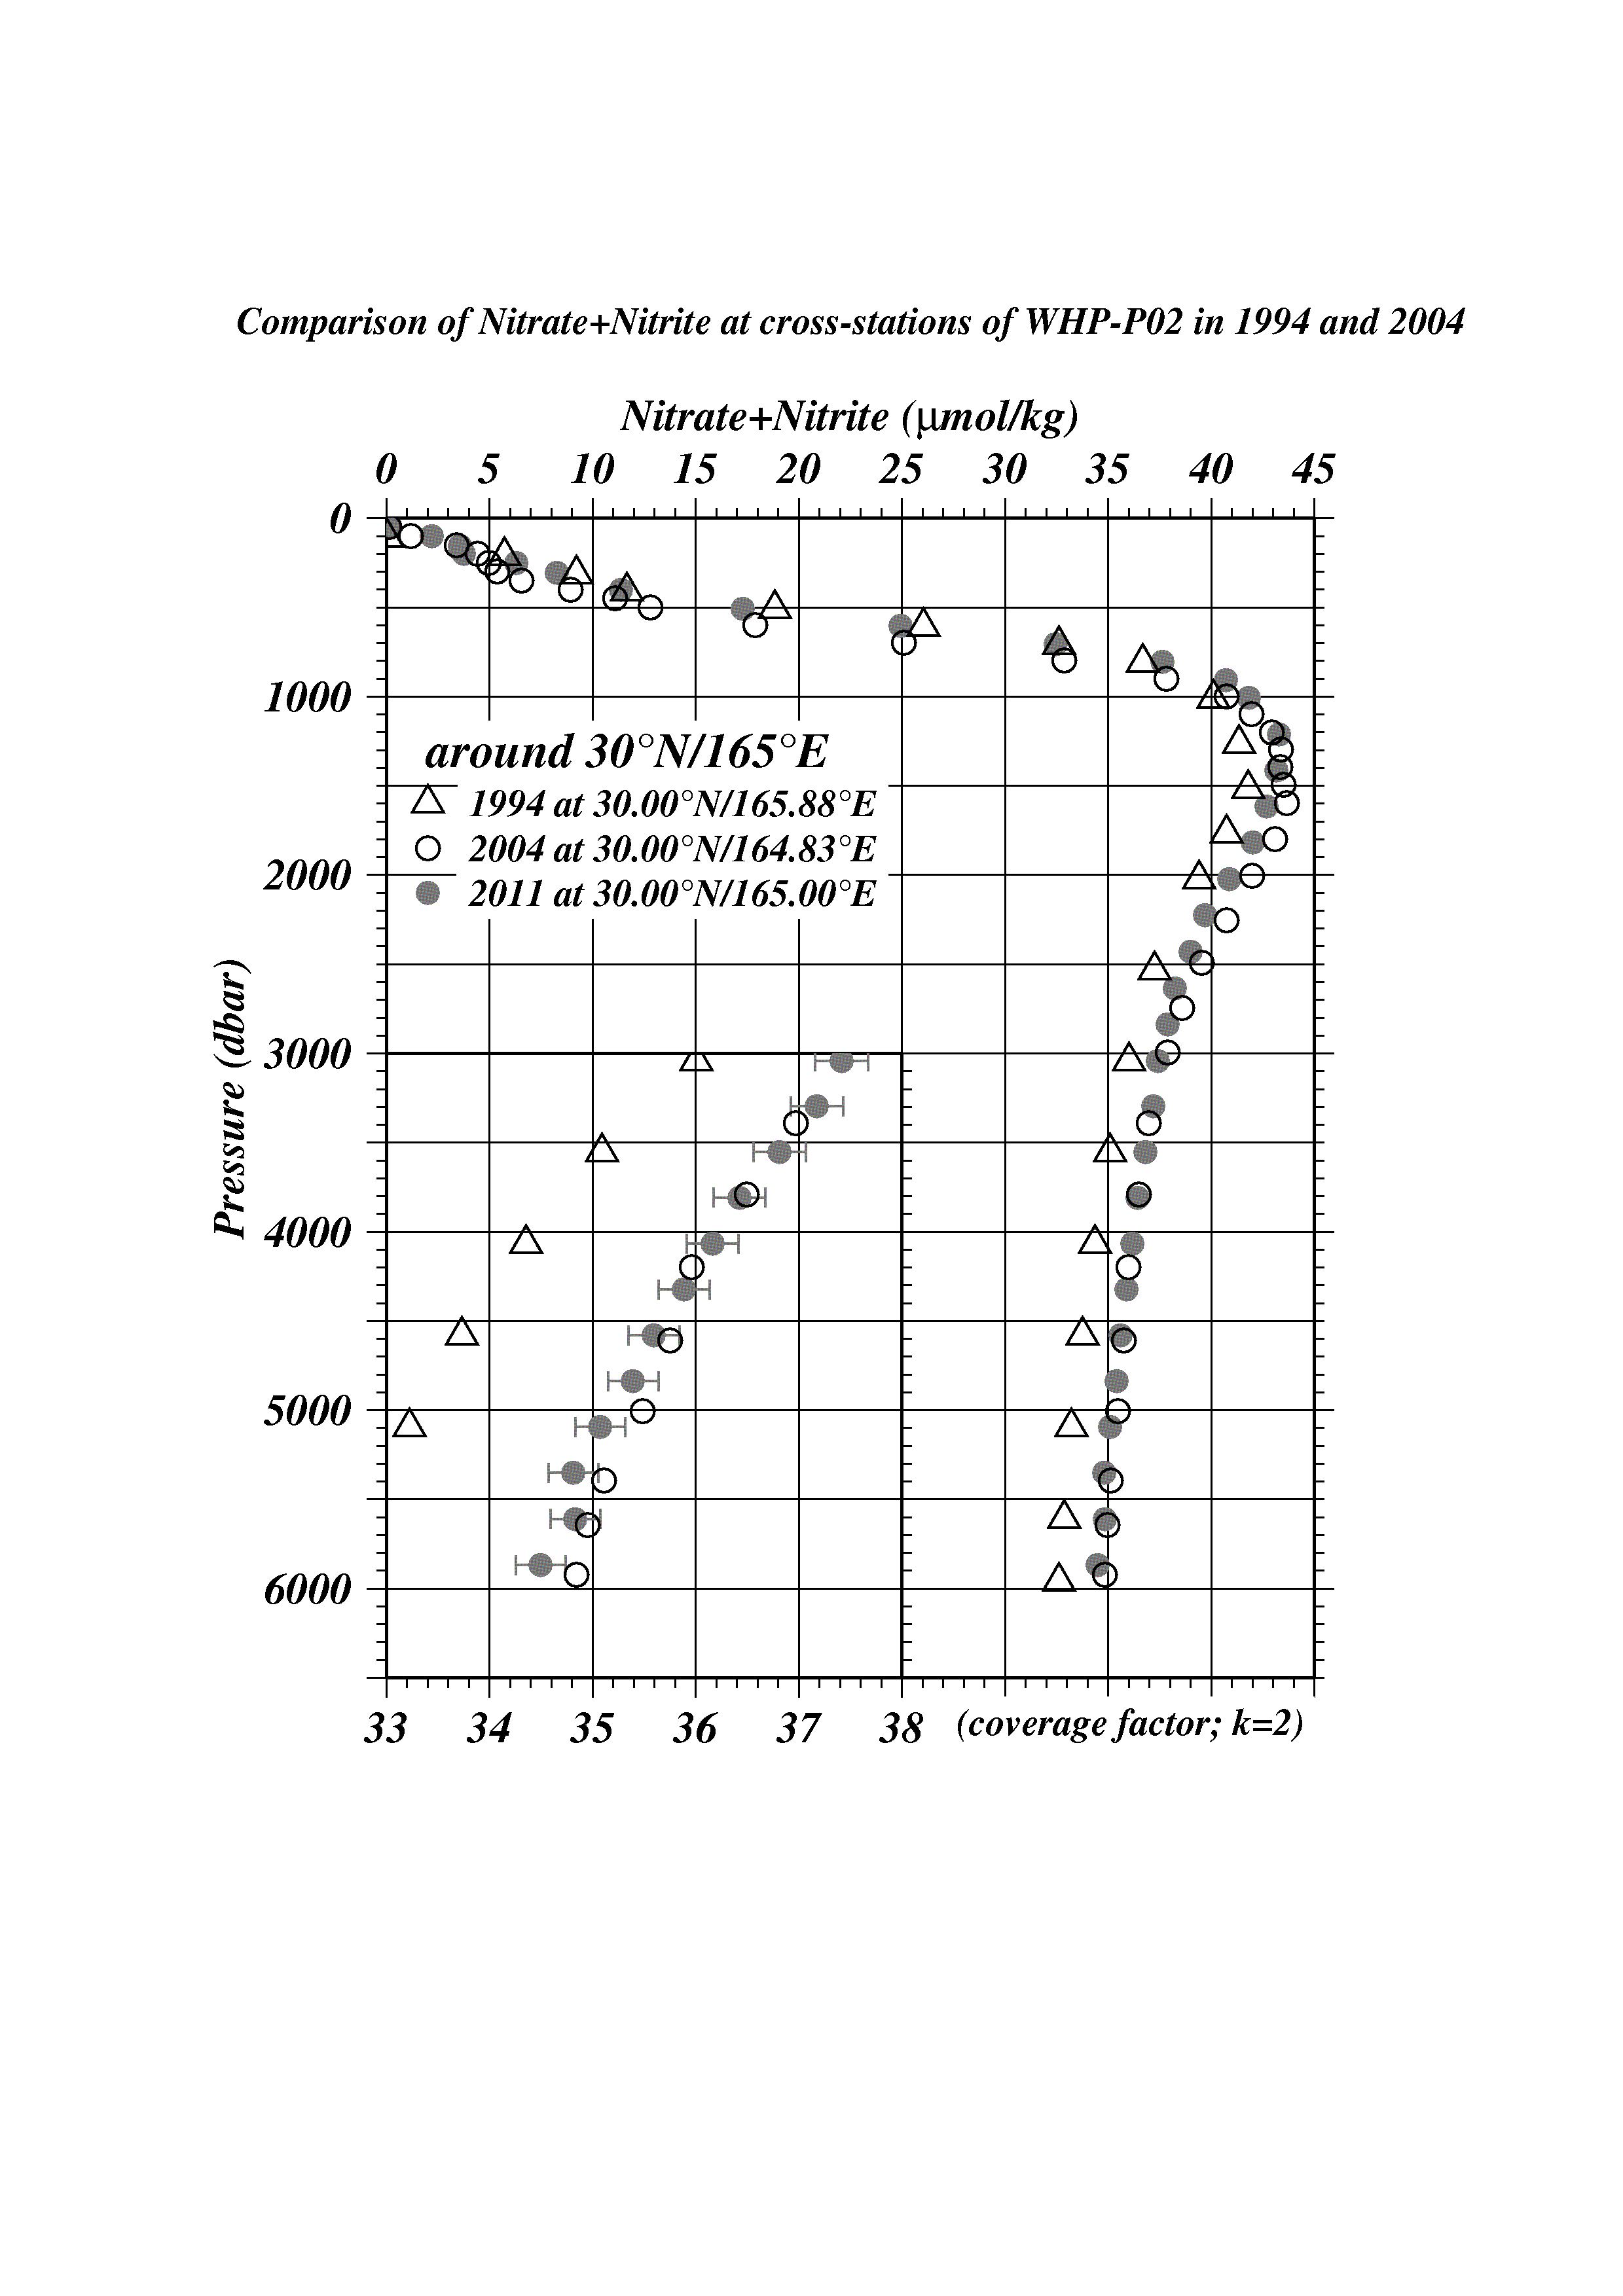 Comparison of Nitrate+Nitrite at cross-stations of WHP-P02 in 1994 and 2004
Nitrate+Nitrite (μmol/kg)
0 5 10 15 20 25 30 35 40 45
0
1000
around 30°N/165°E
1994 at 30.00°N/165.88°E
2004 at 30.00°N/164.83°E
2000
2011 at 30.00°N/165.00°E
Pressure (dbar)
3000
4000
5000
6000
33 34 35 36 37 38 (coverage factor; k=2)